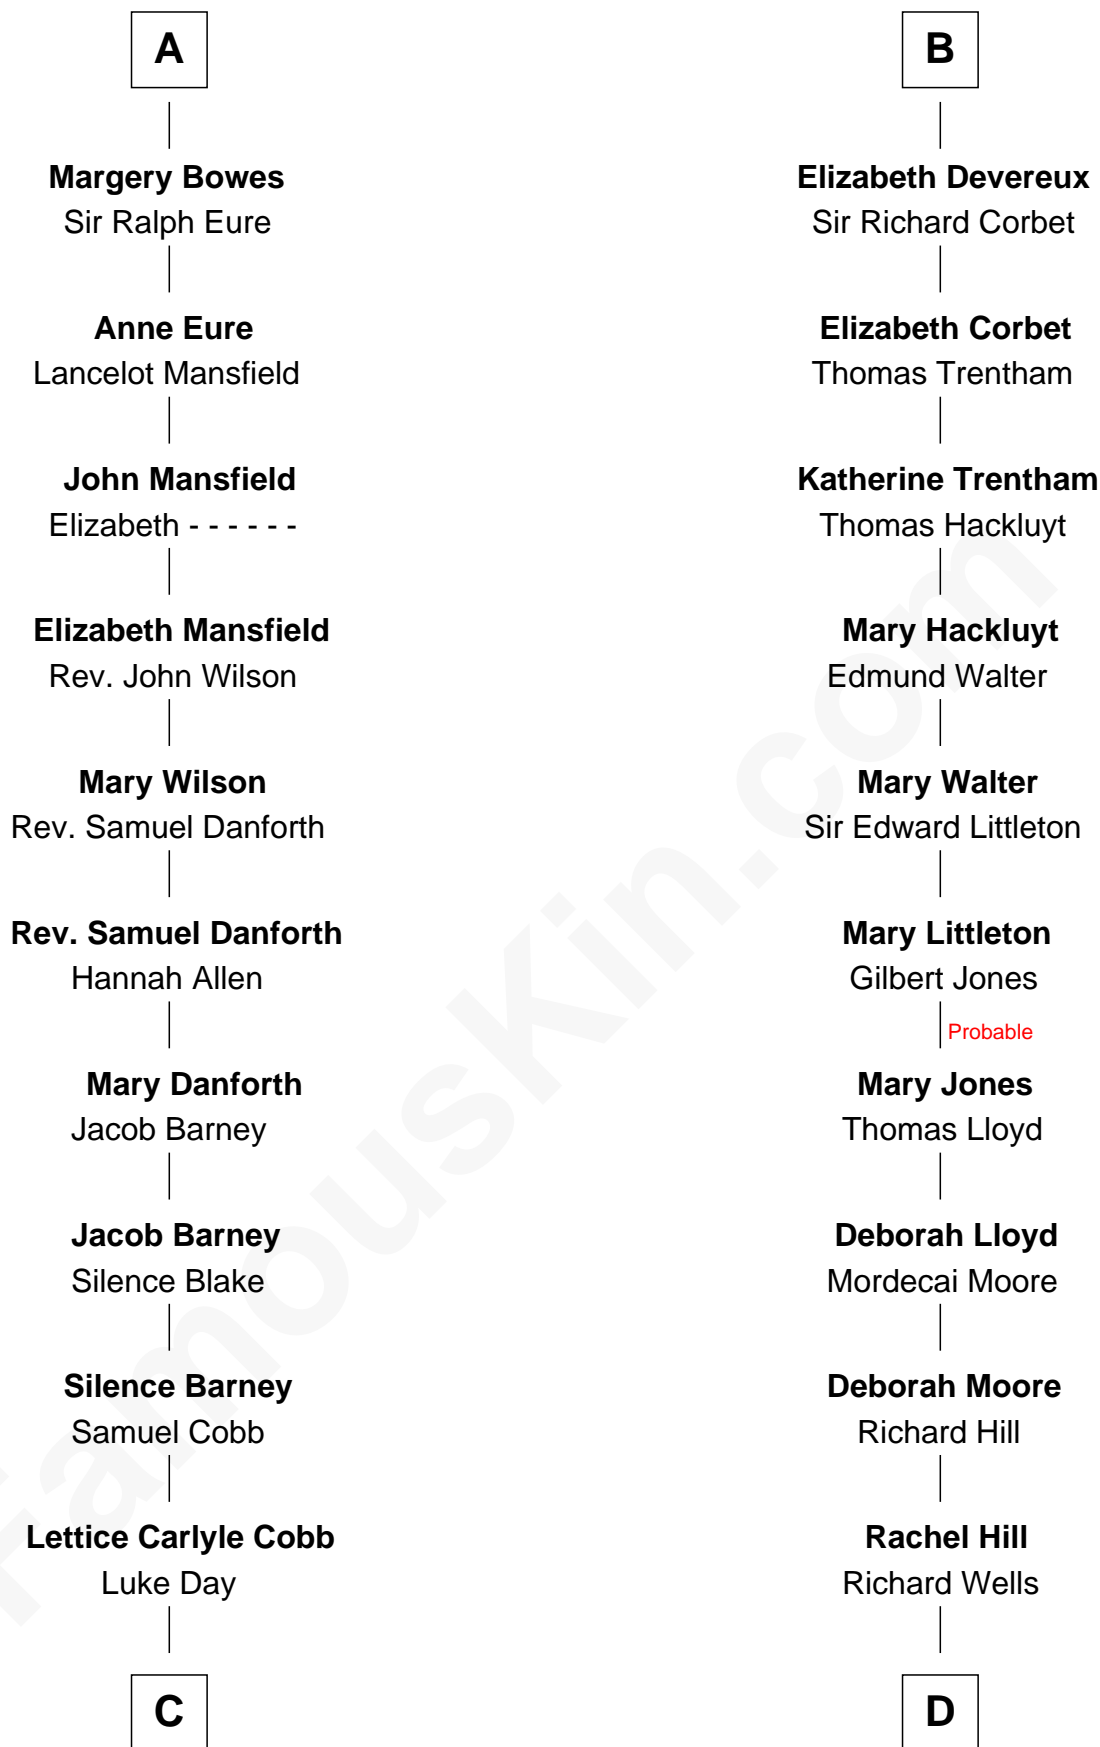 A
Margery Bowes
Sir Ralph Eure
Anne Eure
Lancelot Mansfield
John Mansfield
Elizabeth - - - - - -
Elizabeth Mansfield
Rev. John Wilson
Mary Wilson
Rev. Samuel Danforth
Rev. Samuel Danforth
Hannah Allen
Mary Danforth
Jacob Barney
Jacob Barney
Silence Blake
Silence Barney
Samuel Cobb
Lettice Carlyle Cobb
Luke Day
C
B
Elizabeth Devereux
Sir Richard Corbet
Elizabeth Corbet
Thomas Trentham
Katherine Trentham
Thomas Hackluyt
Mary Hackluyt
Edmund Walter
Mary Walter
Sir Edward Littleton
Mary Littleton
Gilbert Jones
Probable
Mary Jones
Thomas Lloyd
Deborah Lloyd
Mordecai Moore
Deborah Moore
Richard Hill
Rachel Hill
Richard Wells
D
FamousKin.com